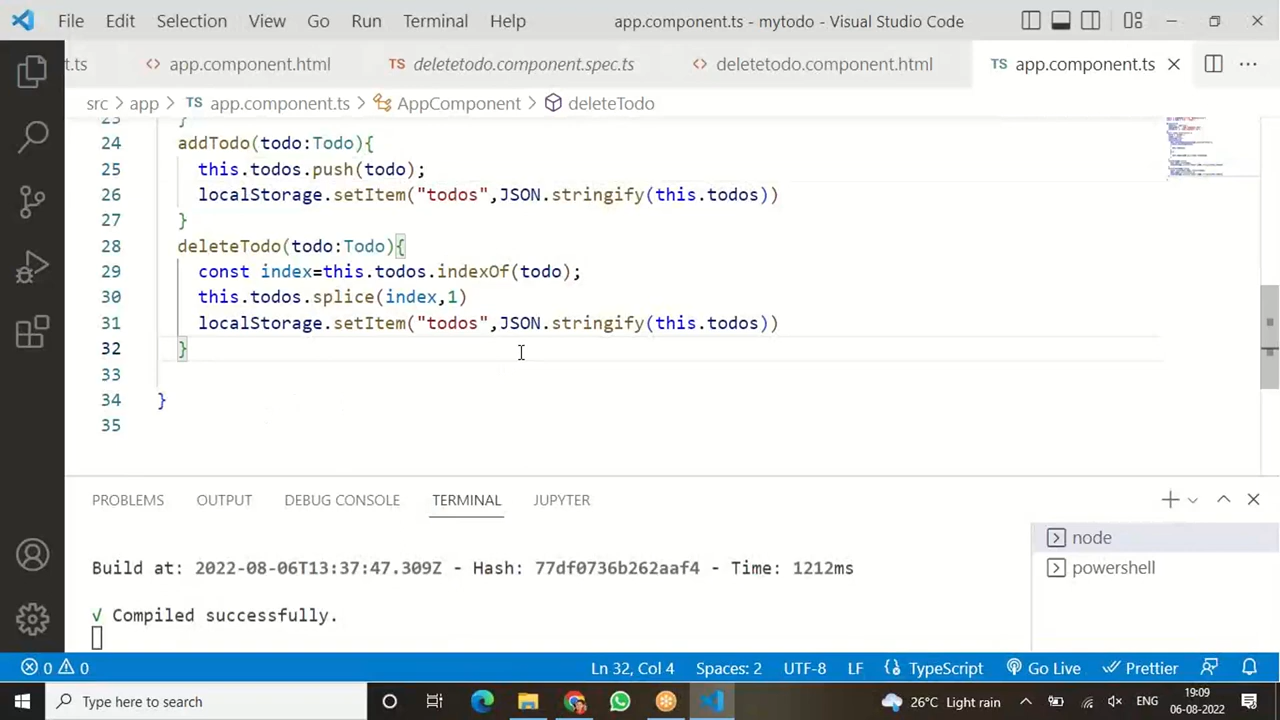 File Edit Selection View Go Run Terminal Help app.component.ts - mytodo - Visual Studio Code
t.ts app.component.html TS deletetodo.component.spec.ts deletetodo.component.html TS app.component.ts
src > app > TS app.component.ts > AppComponent > deleteTodo
23 }
24 addTodo(todo:Todo){
25 this.todos.push(todo);
26 localStorage.setItem("todos",JSON.stringify(this.todos))
27 }
28 deleteTodo(todo:Todo){
29 const index=this.todos.indexOf(todo);
30 this.todos.splice(index,1)
31 localStorage.setItem("todos",JSON.stringify(this.todos))
32 }
33
34 }
35
PROBLEMS OUTPUT DEBUG CONSOLE TERMINAL JUPYTER
node
Build at: 2022-08-06T13:37:47.309Z - Hash: 77df0736b262aaf4 - Time: 1212ms
powershell
√ Compiled successfully.
0 0 Ln 32, Col 4 Spaces: 2 UTF-8 LF TypeScript Go Live Prettier
Type here to search 26°C Light rain ENG 19:09
06-08-2022